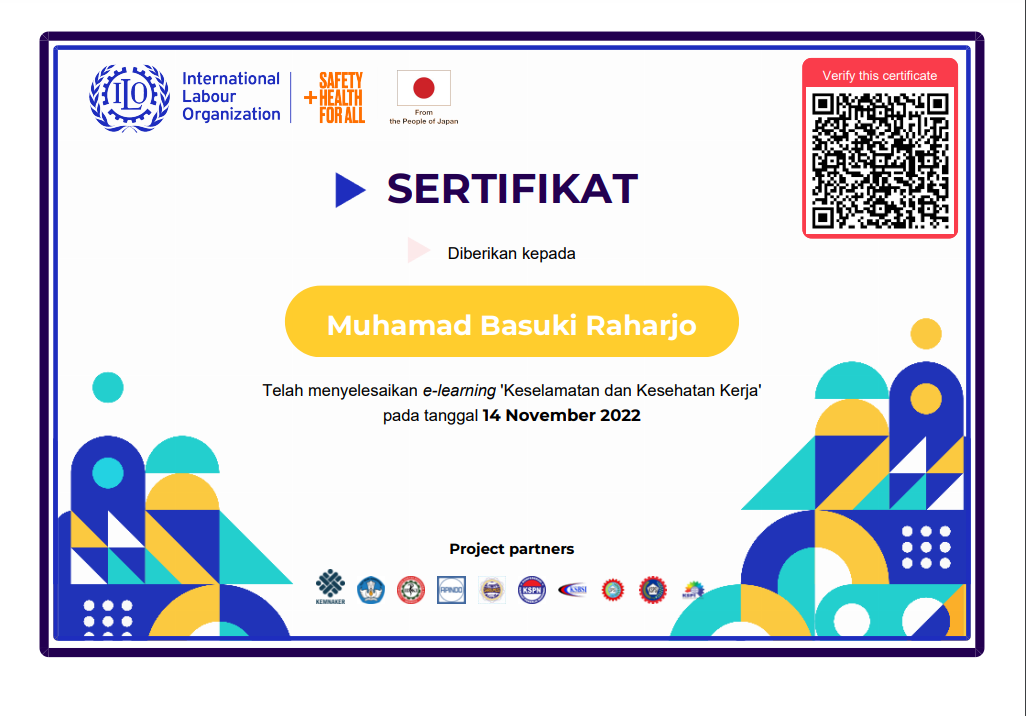 ILO
International
Labour
Organization
SAFETY
+HEALTH
FOR ALL
From
the People of Japan
Verify this certificate
SERTIFIKAT
Diberikan kepada
Muhamad Basuki Raharjo
Telah menyelesaikan e-learning 'Keselamatan dan Kesehatan Kerja'
pada tanggal 14 November 2022
Project partners
KEMNAKER
APINDO
KSPN
KSBSI